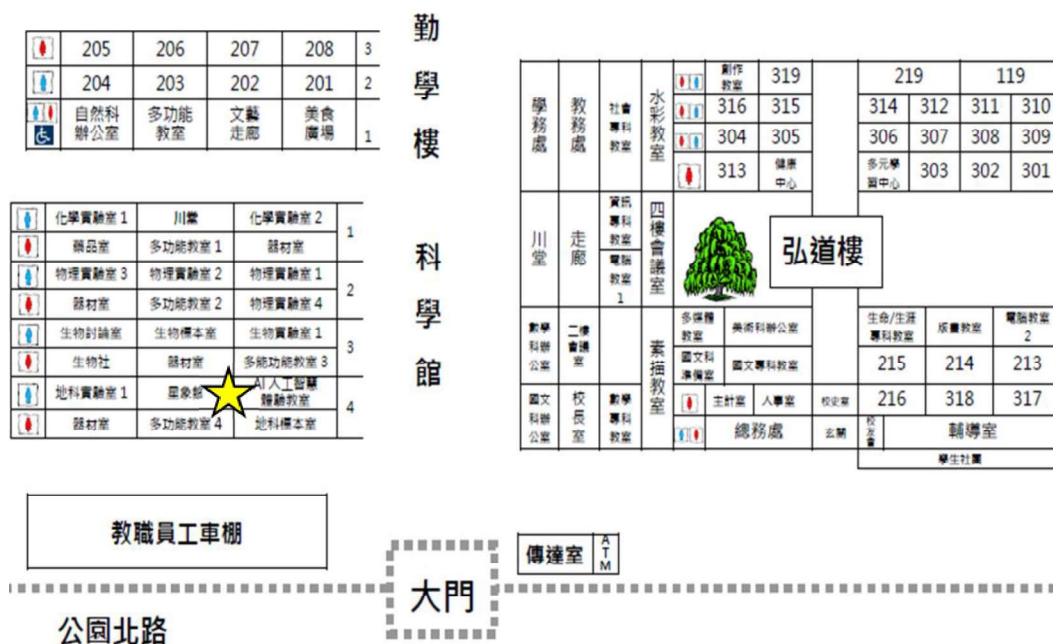 勤學樓
205 206 207 208 3
204 203 202 201 2
自然科辦公室 多功能教室 文藝走廊 美食廣場 1
科學館
化學實驗室 1 川堂 化學實驗室 2 1
藥品室 多功能教室 1 器材室
物理實驗室 3 物理實驗室 2 物理實驗室 1 2
器材室 多功能教室 2 物理實驗室 4
生物討論室 生物標本室 生物實驗室 1 3
生物社 器材室 多能功能教室 3
地科實驗室 1 星象館 AI 人工智慧體驗教室 4
器材室 多功能教室 4 地科標本室
學務處 教務處 社會專科教室 水彩教室
川堂 走廊 資訊專科教室 電腦教室 1 四樓會議室
數學科辦公室 二樓會議室 素描教室
國文科辦公室 校長室 數學專科教室
創作教室 319
316 315
304 305
313 健康中心
219 119
314 312 311 310
306 307 308 309
多元學習中心 303 302 301
弘道樓
多媒體教室 美術科辦公室
國文科準備室 國文專科教室
主計室 人事室 校史室
總務處 玄關 校友會 輔導室
生命/生涯專科教室 版畫教室 電腦教室 2
215 214 213
216 318 317
學生社團
教職員工車棚
傳達室 ATM
大門
公園北路